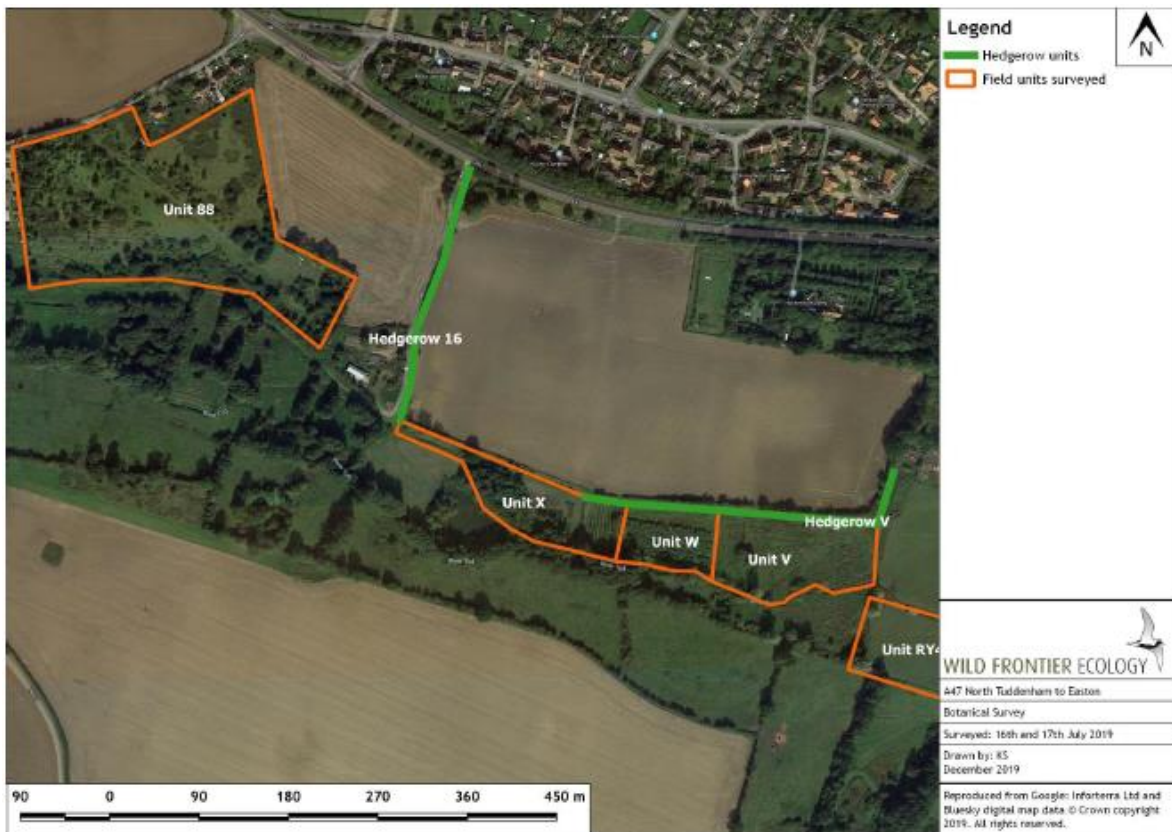 Legend
Hedgerow units
Field units surveyed
N
Unit 88
Hedgerow 16
Unit X
Unit W
Hedgerow V
Unit V
Unit RY4
90 0 90 180 270 360 450 m
WILD FRONTIER ECOLOGY
A47 North Tuddenham to Easton
Botanical Survey
Surveyed: 16th and 17th July 2019
Drawn by: KS
December 2019
Reproduced from Google: Inforterra Ltd and
Bluesky digital map data. © Crown copyright
2019. All rights reserved.